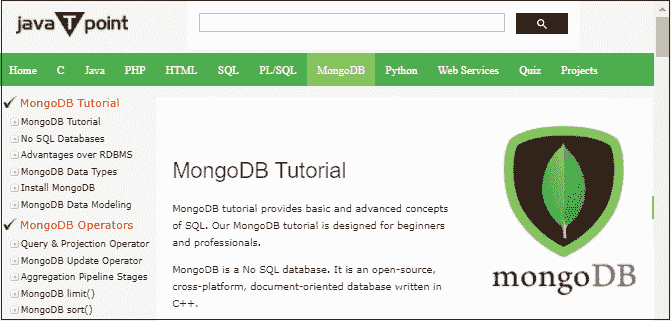 javaTpoint
Home C Java PHP HTML SQL PL/SQL MongoDB Python Web Services Quiz Projects
MongoDB Tutorial
MongoDB Tutorial
No SQL Databases
Advantages over RDBMS
MongoDB Data Types
Install MongoDB
MongoDB Data Modeling
MongoDB Operators
Query & Projection Operator
MongoDB Update Operator
Aggregation Pipeline Stages
MongoDB limit()
MongoDB sort()
MongoDB Tutorial
MongoDB tutorial provides basic and advanced concepts
of SQL. Our MongoDB tutorial is designed for beginners
and professionals.
MongoDB is a No SQL database. It is an open-source,
cross-platform, document-oriented database written in
C++.
mongoDB